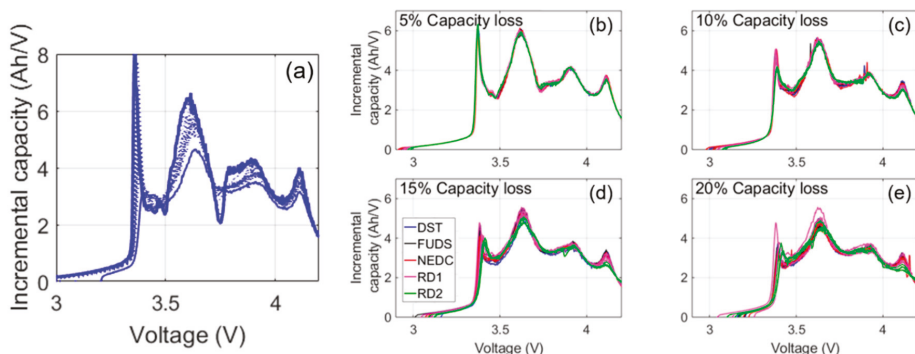 Incremental capacity (Ah/V)
(a)
8
6
4
2
0
3
3.5
4
Voltage (V)
5% Capacity loss
(b)
Incremental
capacity (Ah/V)
6
4
2
0
3
3.5
4
10% Capacity loss
(c)
6
4
2
0
3
3.5
4
15% Capacity loss
(d)
Incremental
capacity (Ah/V)
6
4
2
0
DST
FUDS
NEDC
RD1
RD2
3
3.5
4
Voltage (V)
20% Capacity loss
(e)
6
4
2
0
3
3.5
4
Voltage (V)